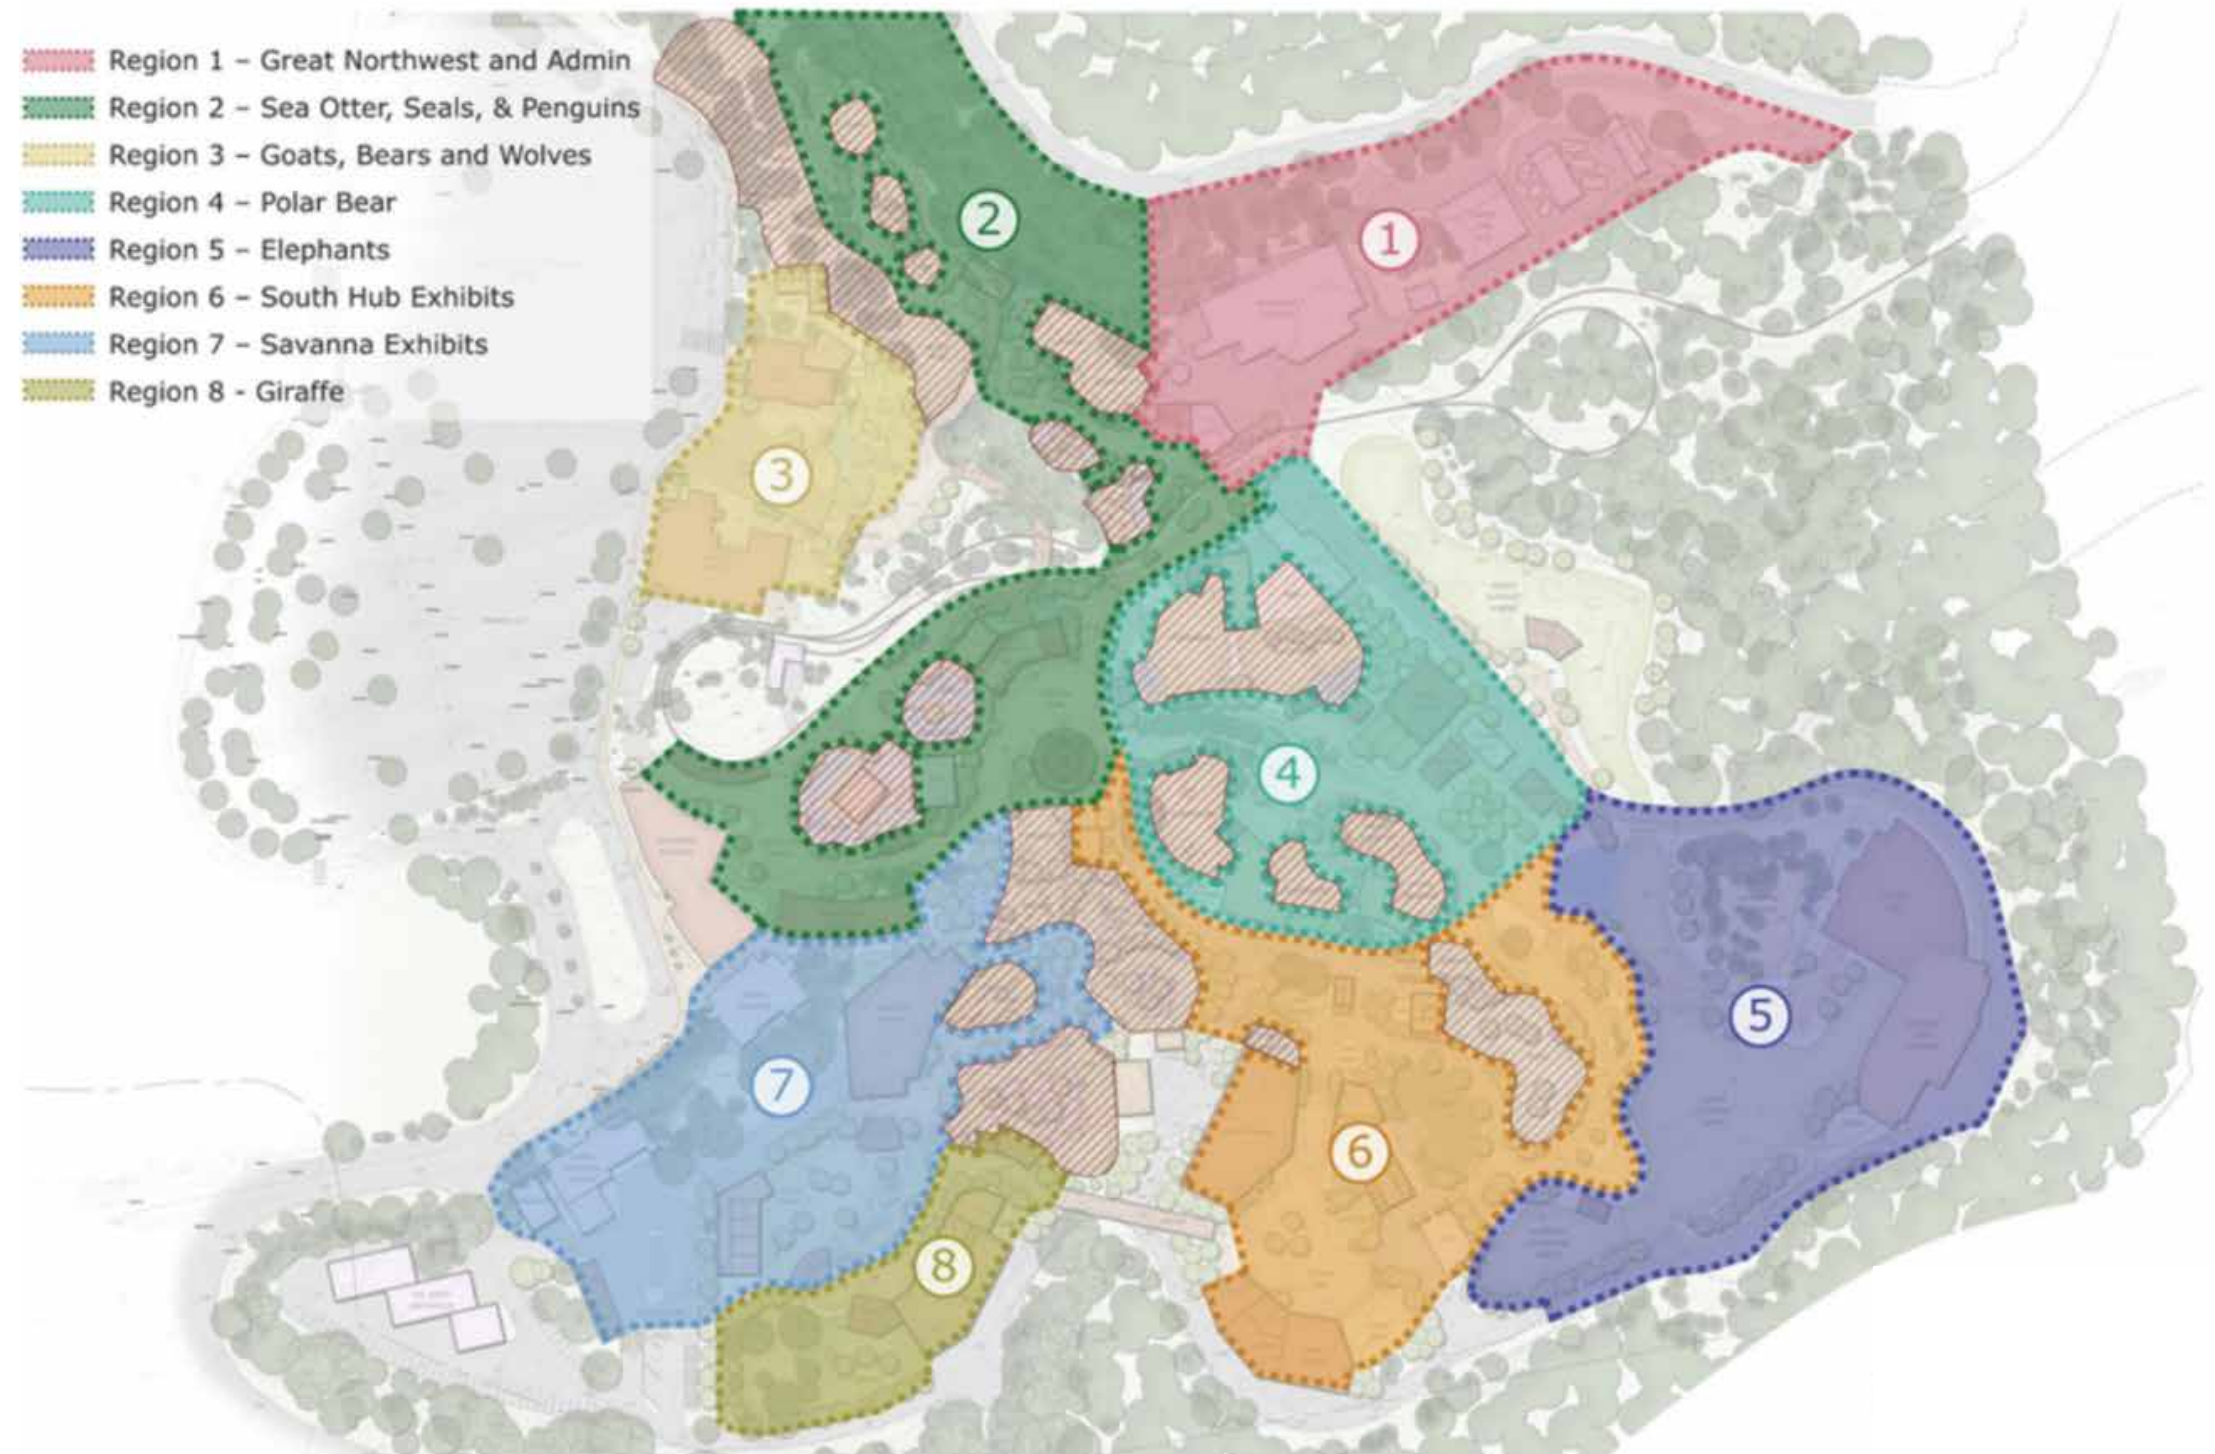 Region 1 – Great Northwest and Admin
Region 2 – Sea Otter, Seals, & Penguins
Region 3 – Goats, Bears and Wolves
Region 4 – Polar Bear
Region 5 – Elephants
Region 6 – South Hub Exhibits
Region 7 – Savanna Exhibits
Region 8 - Giraffe
2
1
3
4
5
7
6
8